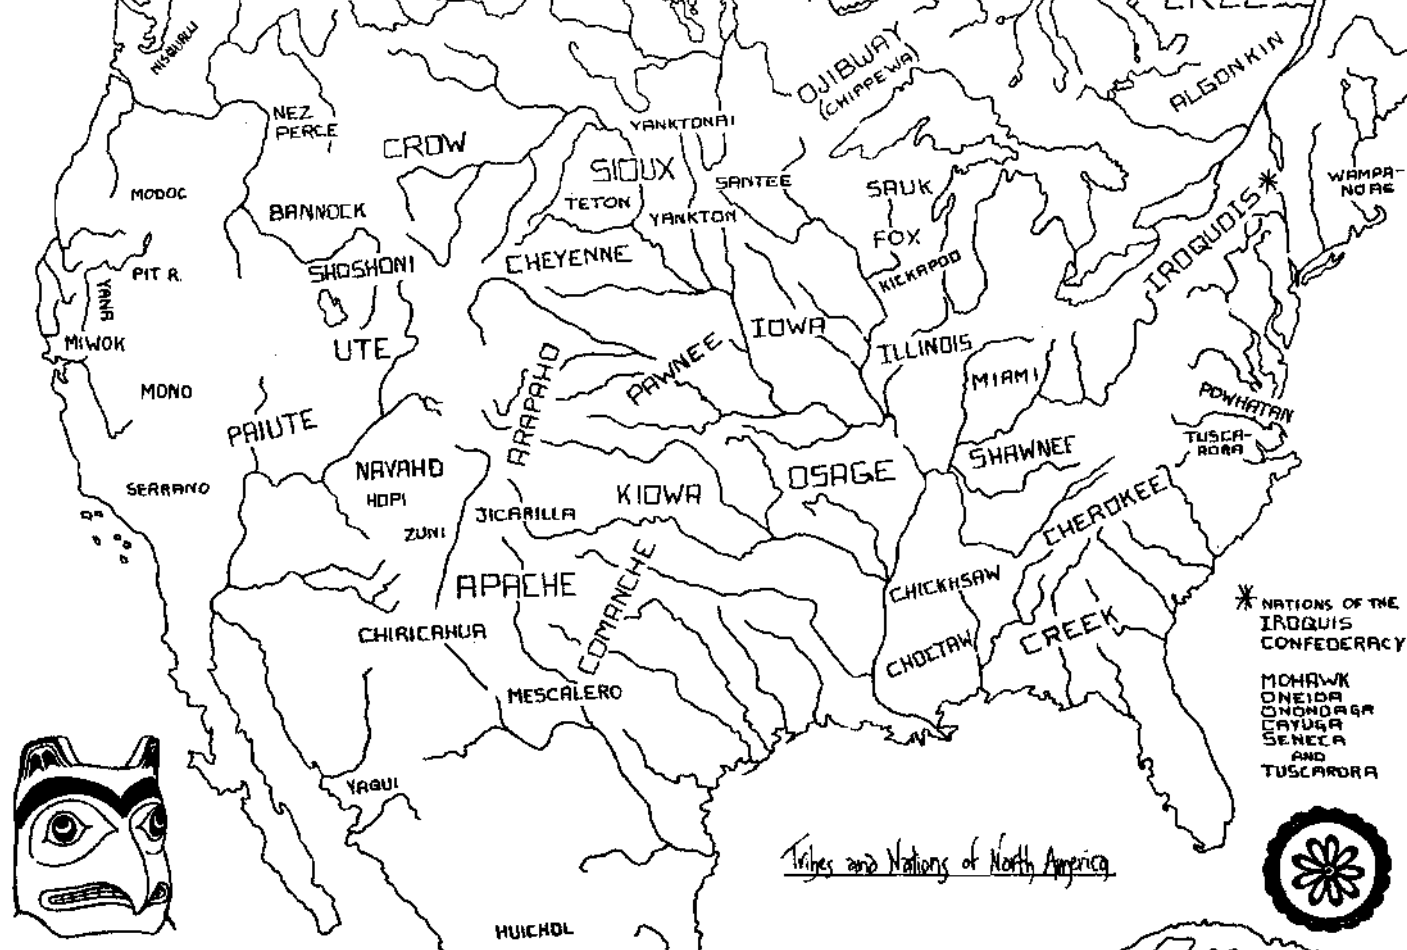 NISQUALLI
CREE
OJIBWAY
(CHIPPEWA)
ALGONKIN
NEZ
PERCE
CROW
YANKTONAI
SIOUX
SANTEE
SAUK
WAMPA-
NOAG
MODOC
BANNOCK
TETON
YANKTON
FOX
IROQUOIS *
PIT R.
SHOSHONI
CHEYENNE
KICKAPOO
YANA
MIWOK
UTE
IOWA
ILLINOIS
PAWNEE
MIAMI
MONO
ARAPAHO
POWHATAN
PAIUTE
TUSCA-
RORA
NAVAHO
SHAWNEE
OSAGE
SERRANO
HOPI
KIOWA
ZUNI
JICARILLA
CHEROKEE
APACHE
COMANCHE
CHICKASAW
CHIRICAHUA
CREEK
CHOCTAW
MESCALERO
YAQUI
HUICHOL
* NATIONS OF THE
IROQUIS
CONFEDERACY
MOHAWK
ONEIDA
ONONDAGA
CAYUGA
SENECA
AND
TUSCARORA
Tribes and Nations of North America